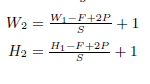 W₂ = (W₁−F+2P)/S + 1
H₂ = (H₁−F+2P)/S + 1